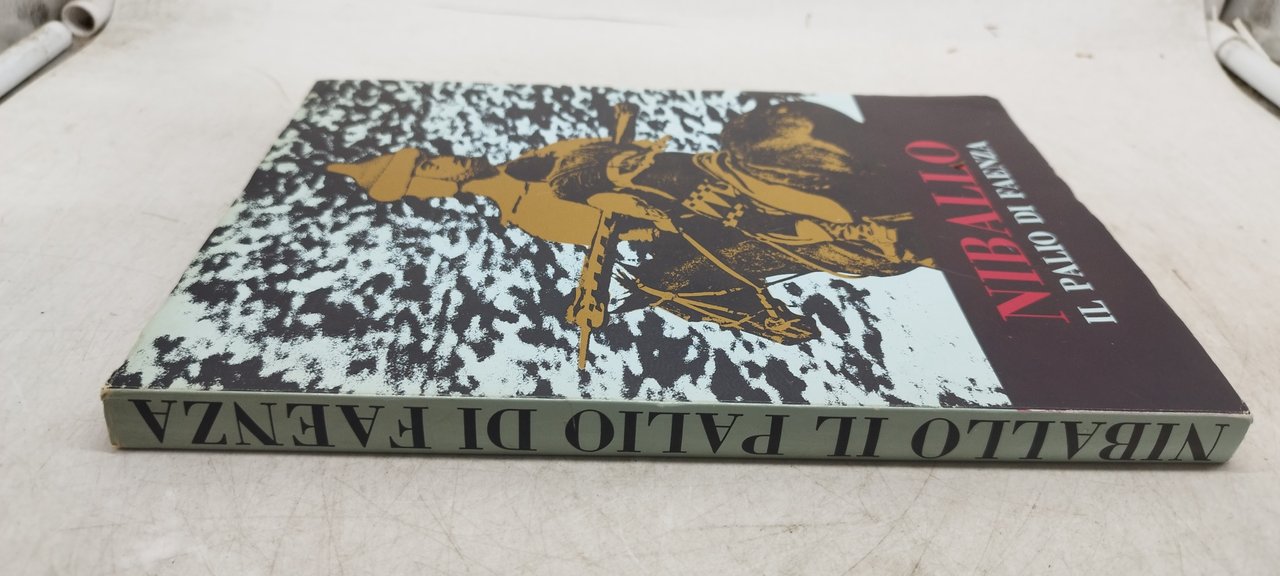 NIBALLO
IL PALIO DI FAENZA
NIBALLO IL PALIO DI FAENZA